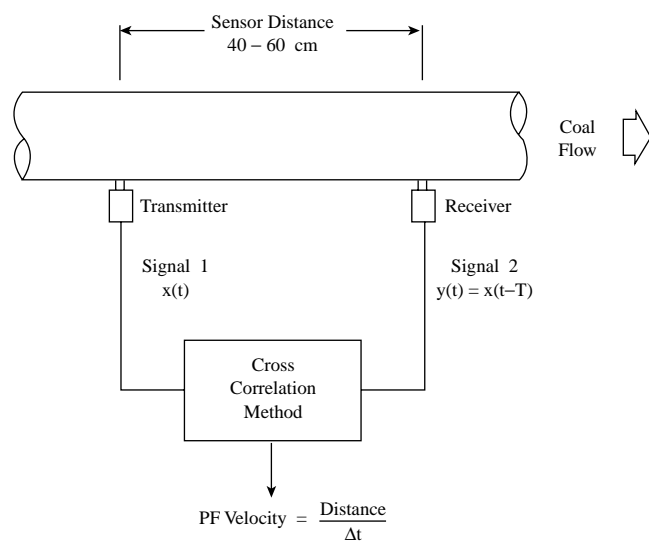 Sensor Distance
40 – 60 cm
Coal
Flow
Transmitter
Receiver
Signal 1
x(t)
Signal 2
y(t) = x(t–T)
Cross
Correlation
Method
PF Velocity = Distance
Δt